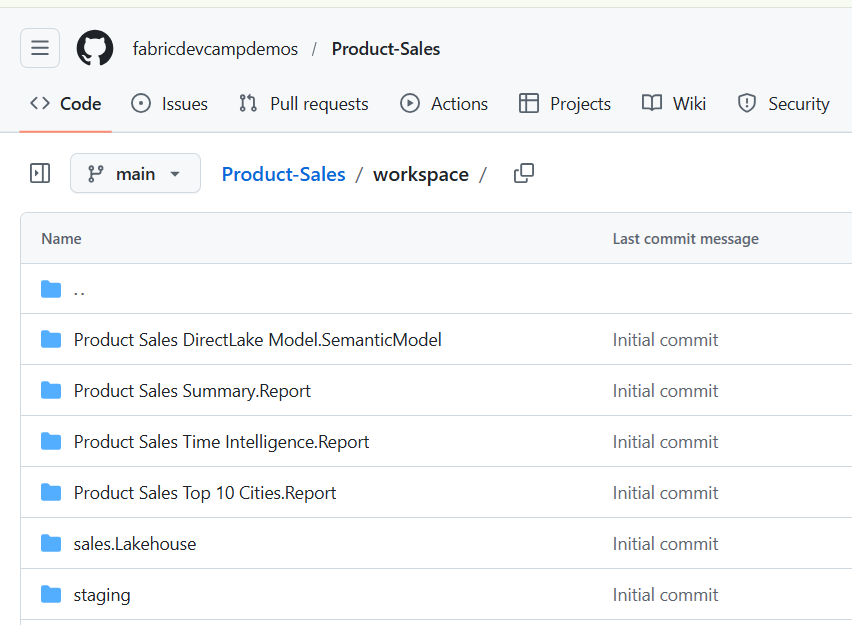 fabricdevcampdemos / Product-Sales
Code Issues Pull requests Actions Projects Wiki Security
main Product-Sales / workspace /
Name Last commit message
..
Product Sales DirectLake Model.SemanticModel Initial commit
Product Sales Summary.Report Initial commit
Product Sales Time Intelligence.Report Initial commit
Product Sales Top 10 Cities.Report Initial commit
sales.Lakehouse Initial commit
staging Initial commit